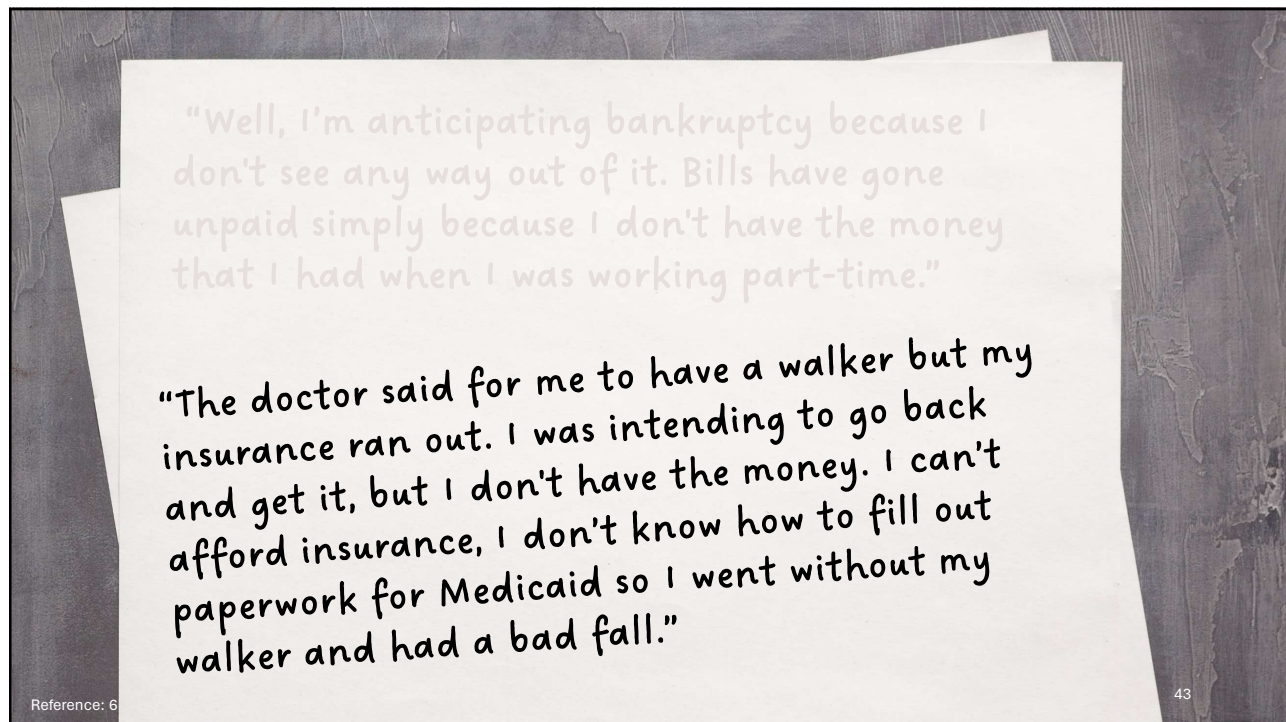 “Well, I’m anticipating bankruptcy because I
don't see any way out of it. Bills have gone
unpaid simply because I don't have the money
that I had when I was working part-time.”
“The doctor said for me to have a walker but my
insurance ran out. I was intending to go back
and get it, but I don't have the money. I can't
afford insurance, I don’t know how to fill out
paperwork for Medicaid so I went without my
walker and had a bad fall.”
Reference: 6
43